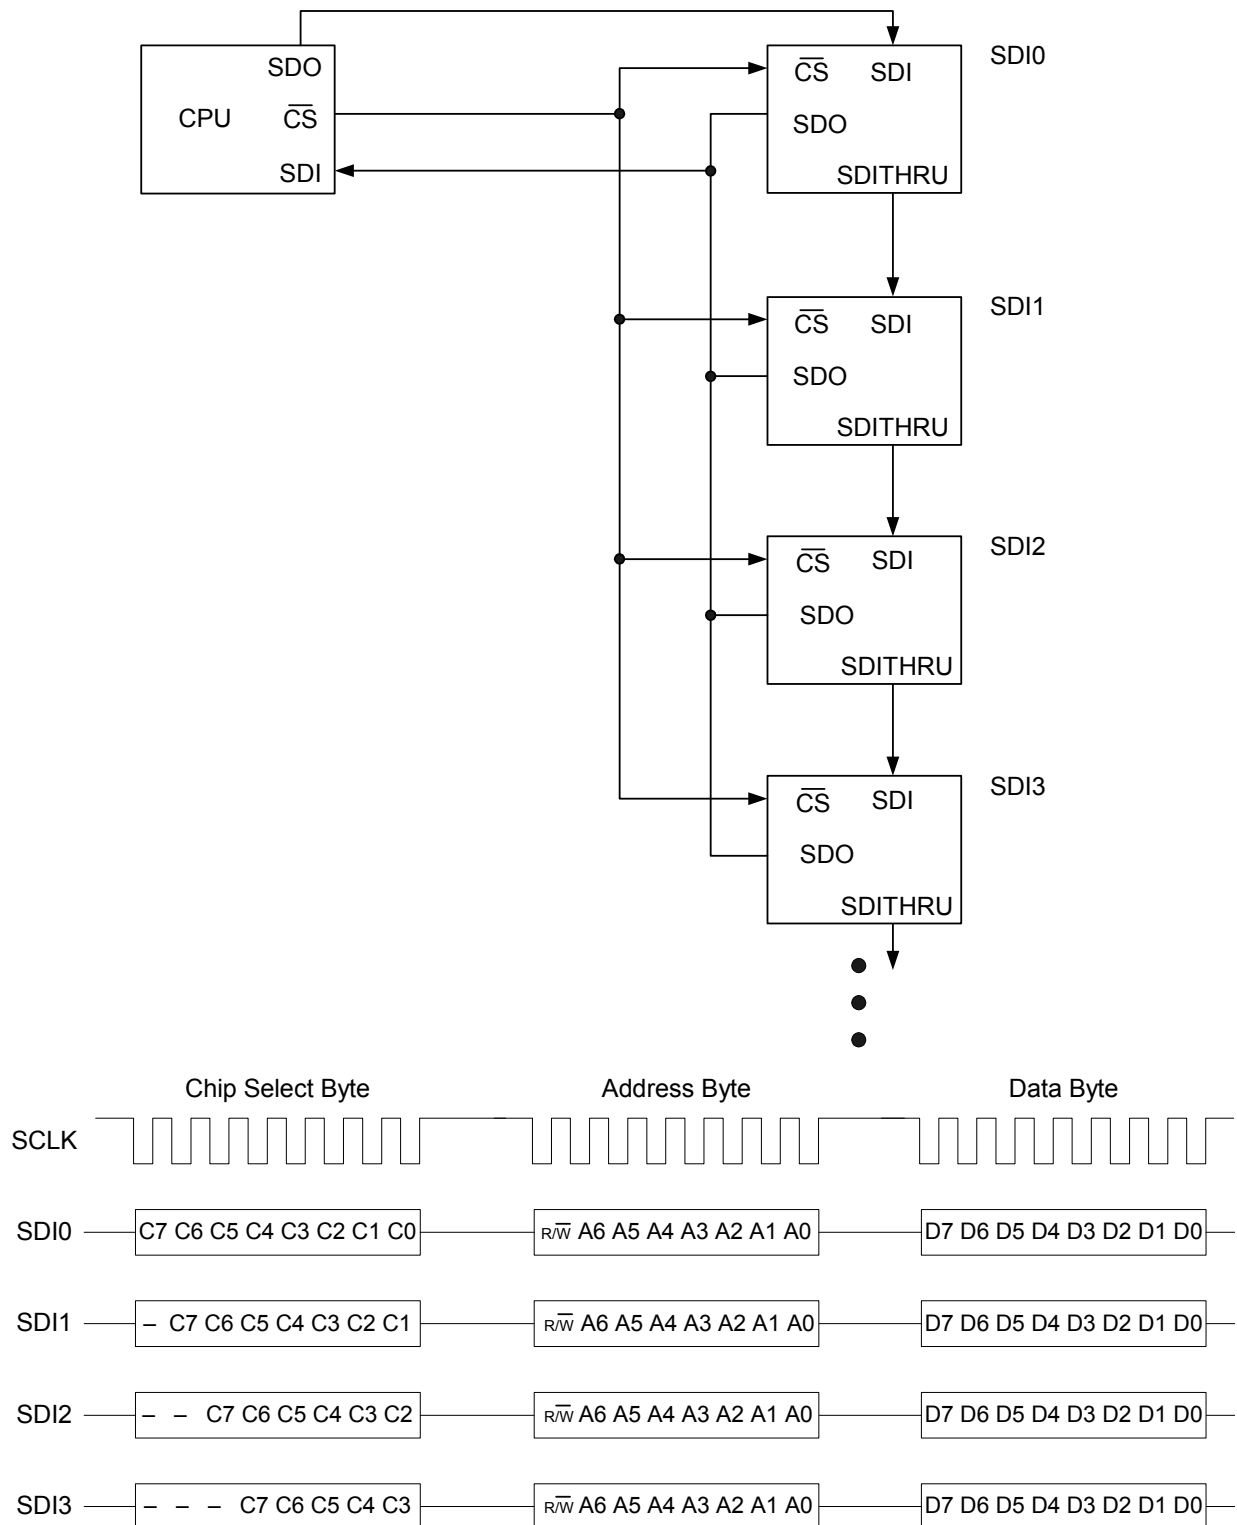 SDO
CPU
CS
SDI
CS SDI
SDO
SDITHRU
SDI0
CS SDI
SDO
SDITHRU
SDI1
CS SDI
SDO
SDITHRU
SDI2
CS SDI
SDO
SDITHRU
SDI3
Chip Select Byte Address Byte Data Byte
SCLK
SDI0 C7 C6 C5 C4 C3 C2 C1 C0 R/W A6 A5 A4 A3 A2 A1 A0 D7 D6 D5 D4 D3 D2 D1 D0
SDI1 – C7 C6 C5 C4 C3 C2 C1 R/W A6 A5 A4 A3 A2 A1 A0 D7 D6 D5 D4 D3 D2 D1 D0
SDI2 – – C7 C6 C5 C4 C3 C2 R/W A6 A5 A4 A3 A2 A1 A0 D7 D6 D5 D4 D3 D2 D1 D0
SDI3 – – – C7 C6 C5 C4 C3 R/W A6 A5 A4 A3 A2 A1 A0 D7 D6 D5 D4 D3 D2 D1 D0